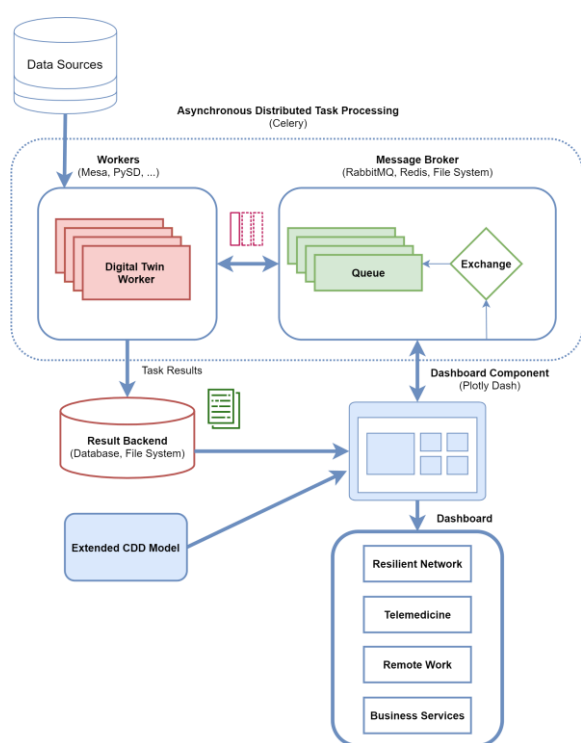 Data Sources
Asynchronous Distributed Task Processing
(Celery)
Workers
(Mesa, PySD, ...)
Message Broker
(RabbitMQ, Redis, File System)
Digital Twin
Worker
Queue
Exchange
Task Results
Dashboard Component
(Plotly Dash)
Result Backend
(Database, File System)
Extended CDD Model
Dashboard
Resilient Network
Telemedicine
Remote Work
Business Services